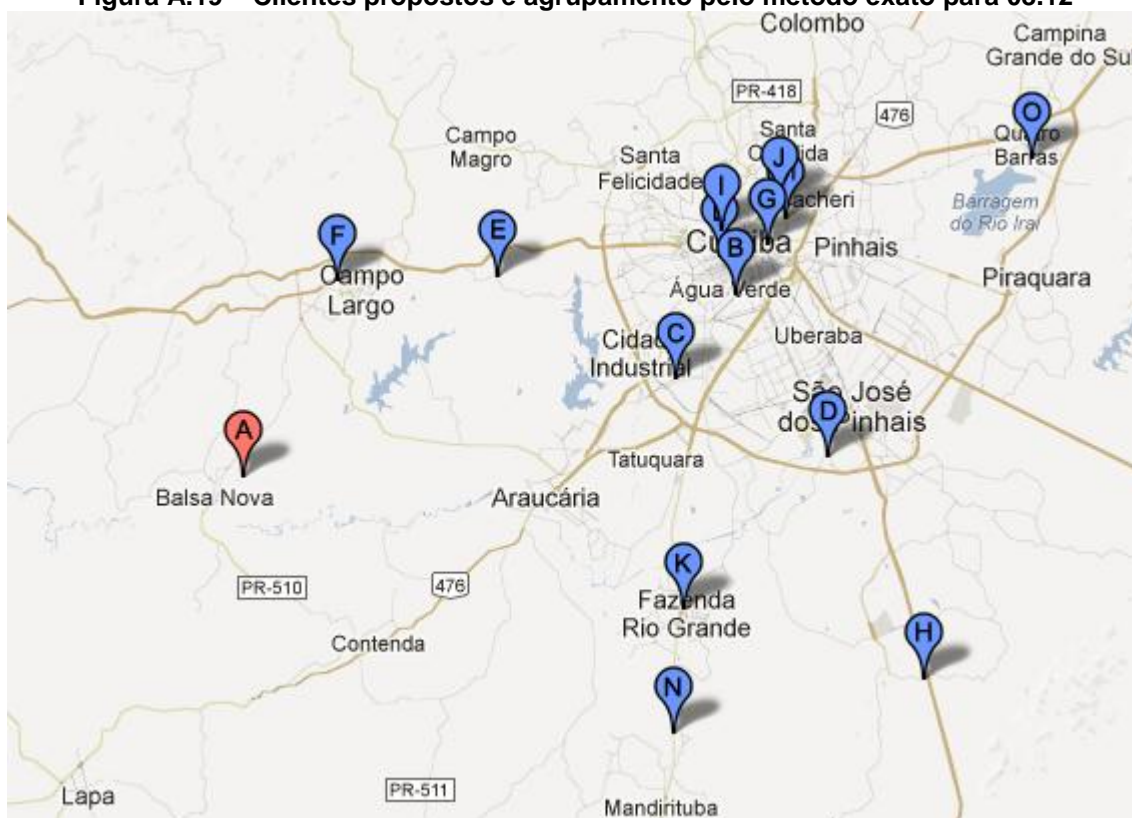 Figura A.19 – Clientes propostos e agrupamento pelo método exato para 08:12
Colombo
Campina
Grande do Sul
PR-418
476
O
Quatro
Barras
Campo
Magro
Santa
Felicidade
Santa
J
I
G
Barragem
do Rio Iraí
F
E
B
Pinhais
Campo
Largo
Água Verde
Piraquara
C
Cidade
Industrial
Uberaba
São José
dos Pinhais
D
A
Tatuquara
Balsa Nova
Araucária
K
PR-510
476
Fazenda
Rio Grande
H
Contenda
N
PR-511
Lapa
Mandirituba